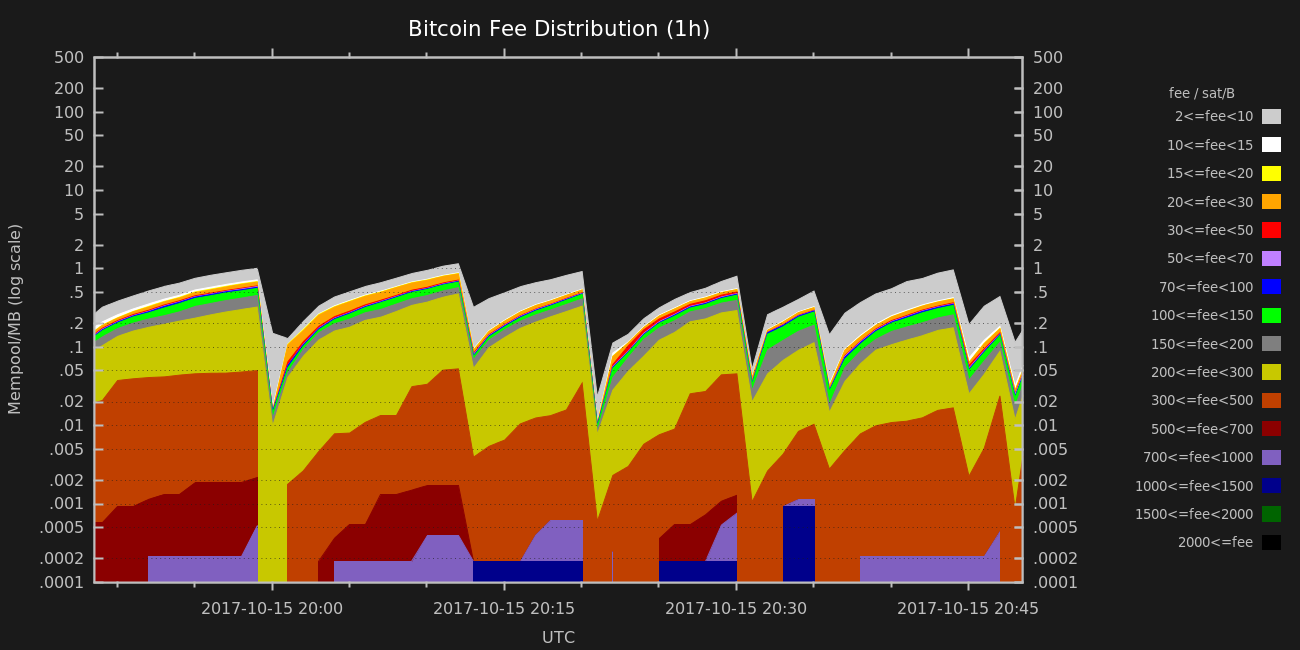 Bitcoin Fee Distribution (1h)
500
200
100
50
20
10
5
2
1
.5
.2
.1
.05
.02
.01
.005
.002
.001
.0005
.0002
.0001
Mempool/MB (log scale)
500
200
100
50
20
10
5
2
1
.5
.2
.1
.05
.02
.01
.005
.002
.001
.0005
.0002
.0001
fee / sat/B
2<=fee<10
10<=fee<15
15<=fee<20
20<=fee<30
30<=fee<50
50<=fee<70
70<=fee<100
100<=fee<150
150<=fee<200
200<=fee<300
300<=fee<500
500<=fee<700
700<=fee<1000
1000<=fee<1500
1500<=fee<2000
2000<=fee
2017-10-15 20:00 2017-10-15 20:15 2017-10-15 20:30 2017-10-15 20:45
UTC